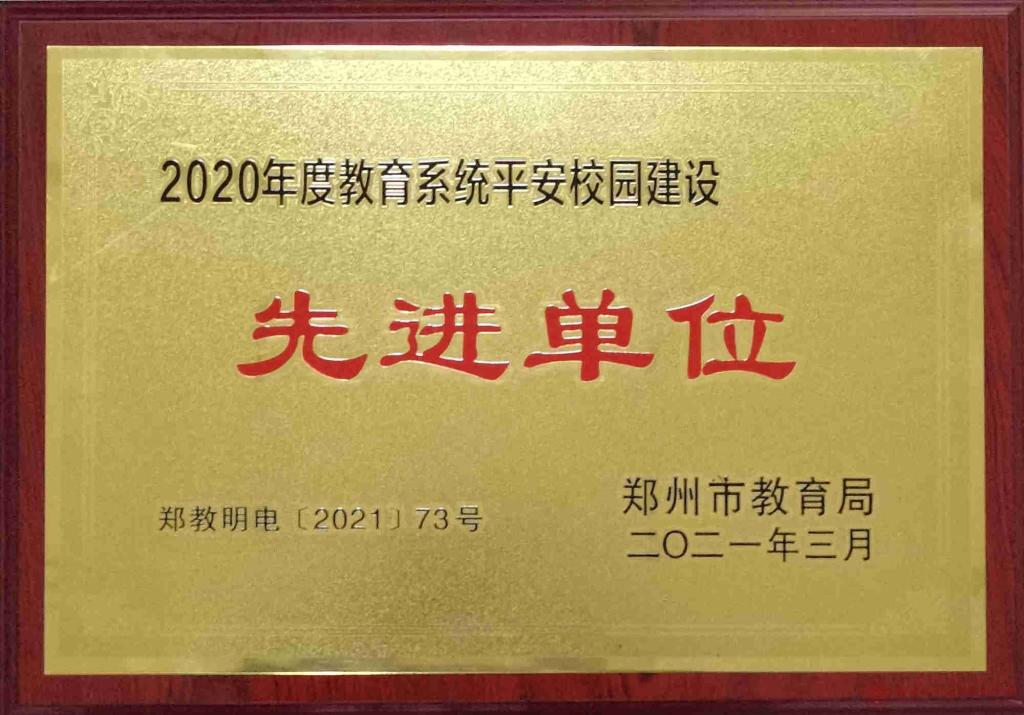 2020年度教育系统平安校园建设
先进单位
郑教明电〔2021〕73号
郑州市教育局
二〇二一年三月